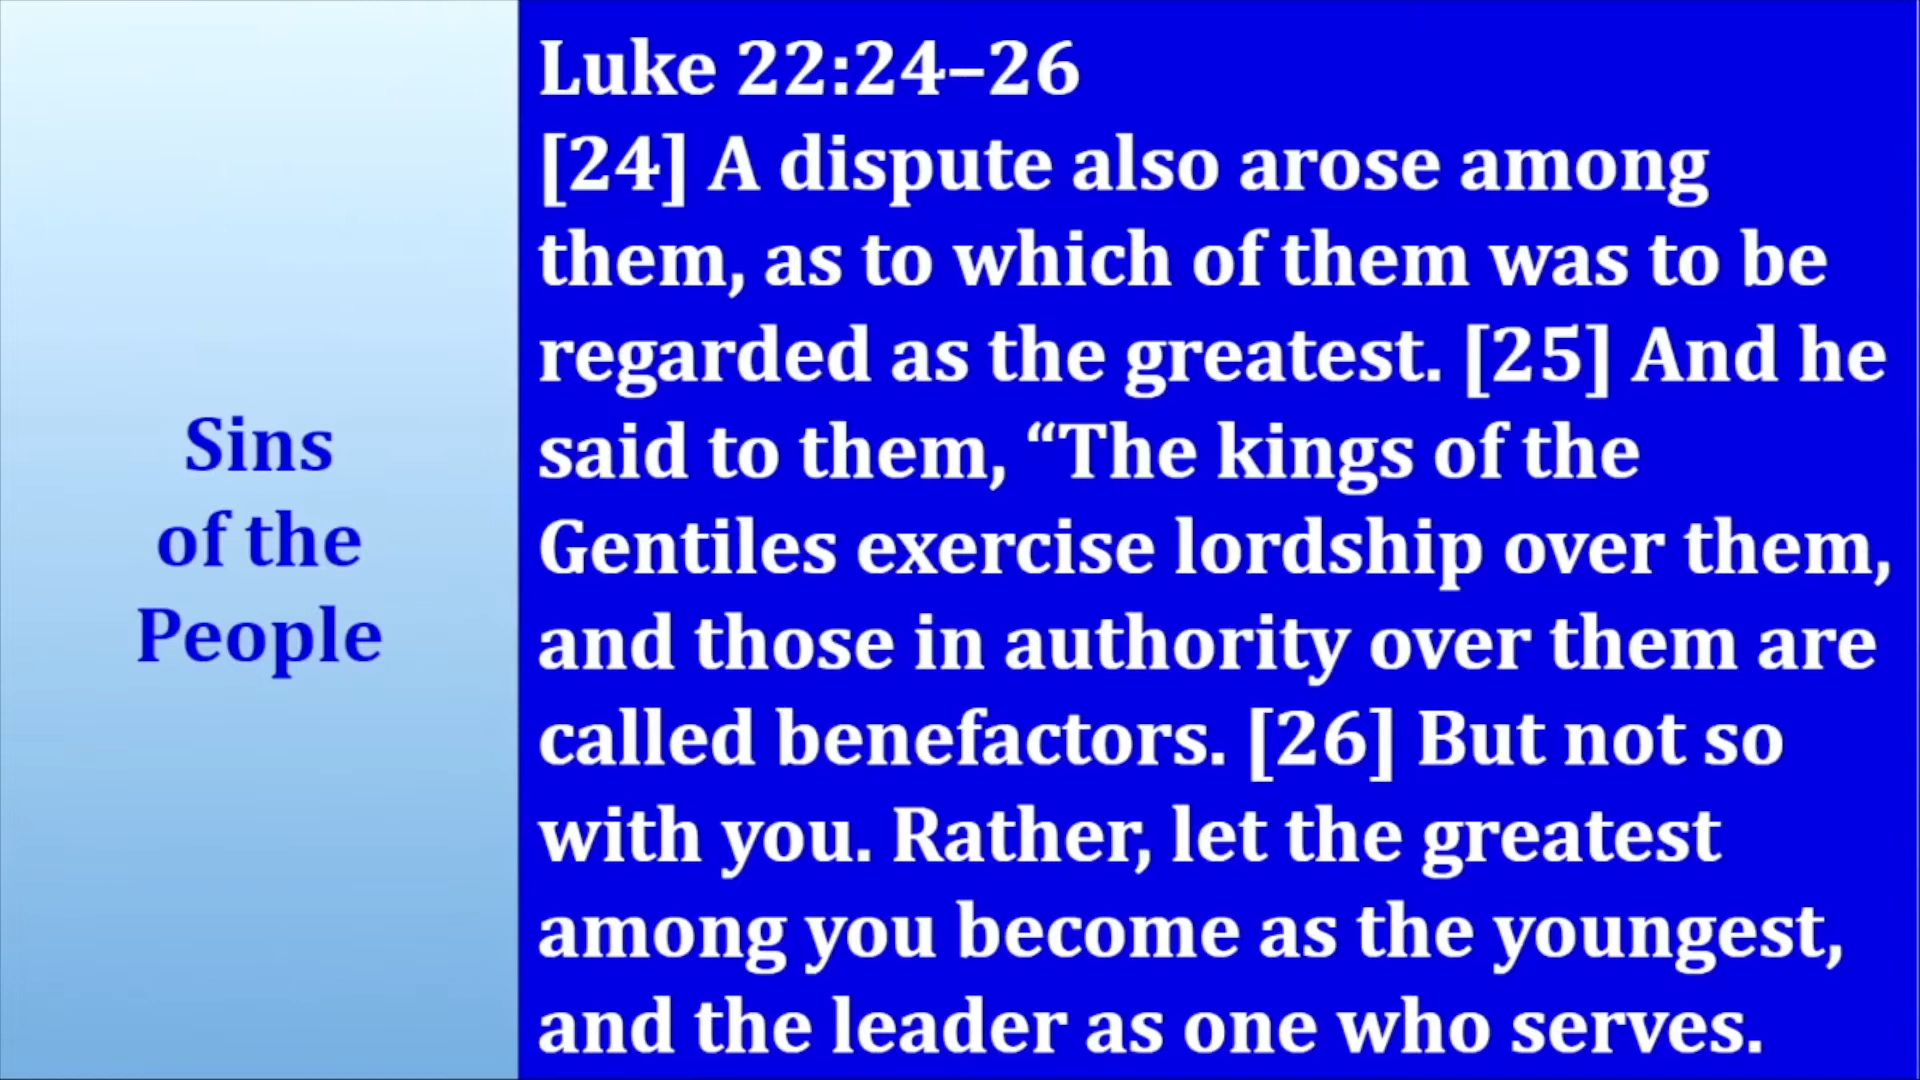 Sins
of the
People
Luke 22:24–26
[24] A dispute also arose among
them, as to which of them was to be
regarded as the greatest. [25] And he
said to them, “The kings of the
Gentiles exercise lordship over them,
and those in authority over them are
called benefactors. [26] But not so
with you. Rather, let the greatest
among you become as the youngest,
and the leader as one who serves.